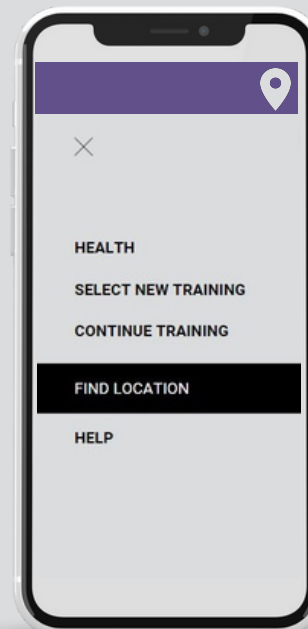 HEALTH
SELECT NEW TRAINING
CONTINUE TRAINING
FIND LOCATION
HELP